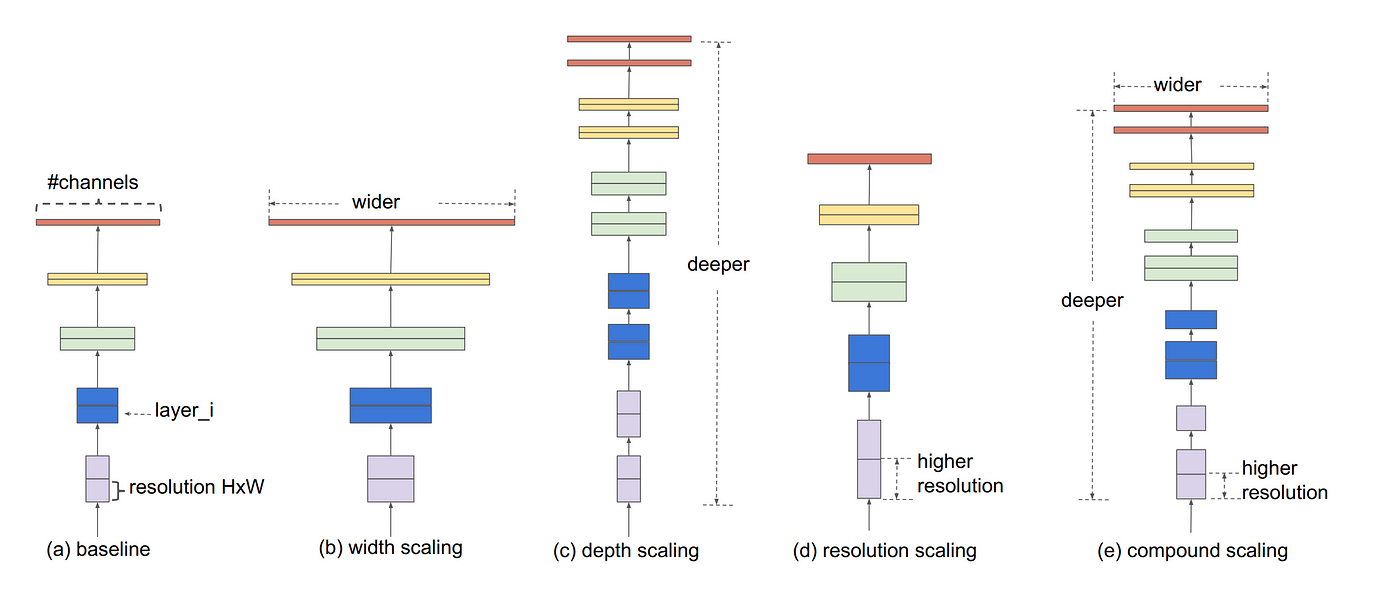 #channels
layer_i
resolution HxW
(a) baseline
wider
(b) width scaling
deeper
(c) depth scaling
higher
resolution
(d) resolution scaling
wider
deeper
higher
resolution
(e) compound scaling